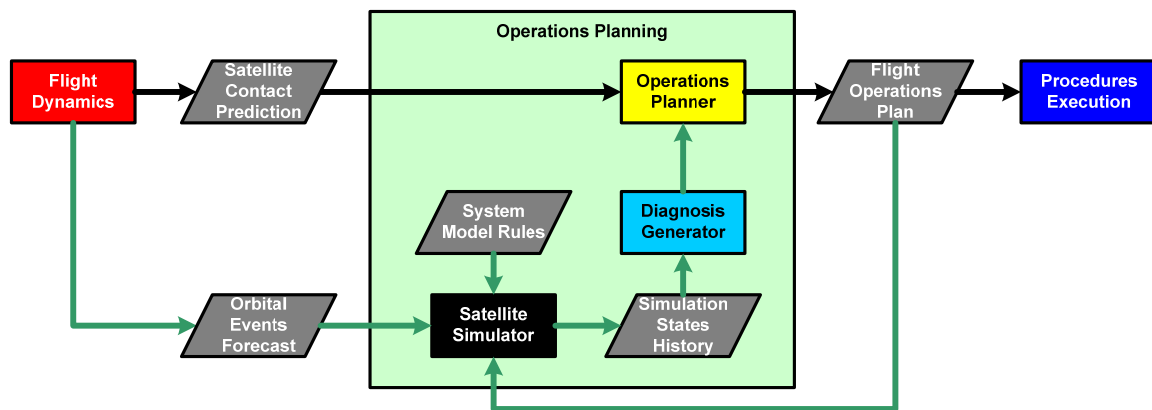 Operations Planning
Flight
Dynamics
Satellite
Contact
Prediction
Operations
Planner
Flight
Operations
Plan
Procedures
Execution
System
Model Rules
Diagnosis
Generator
Orbital
Events
Forecast
Satellite
Simulator
Simulation
States
History